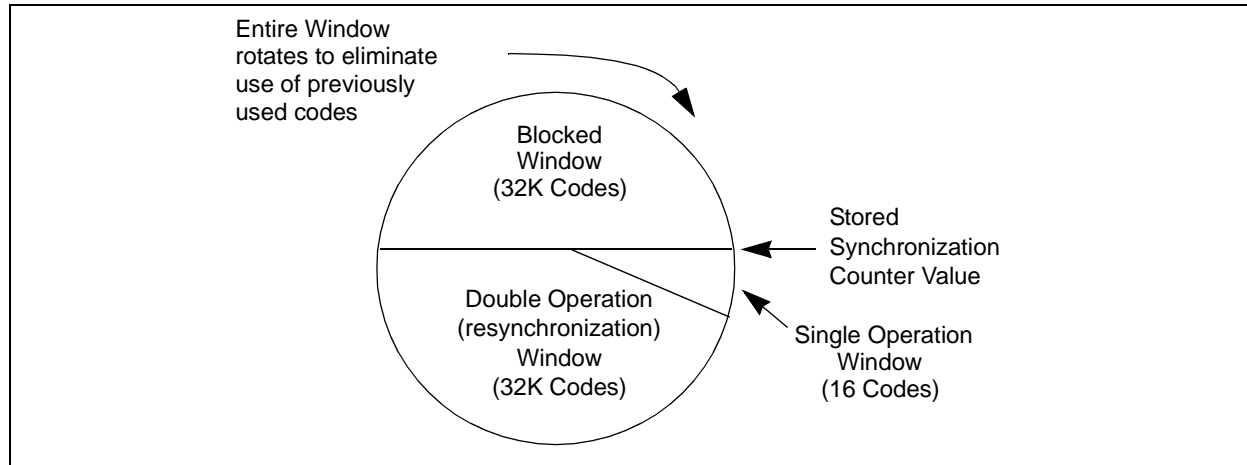 Entire Window
rotates to eliminate
use of previously
used codes
Blocked
Window
(32K Codes)
Stored
Synchronization
Counter Value
Double Operation
(resynchronization)
Window
(32K Codes)
Single Operation
Window
(16 Codes)